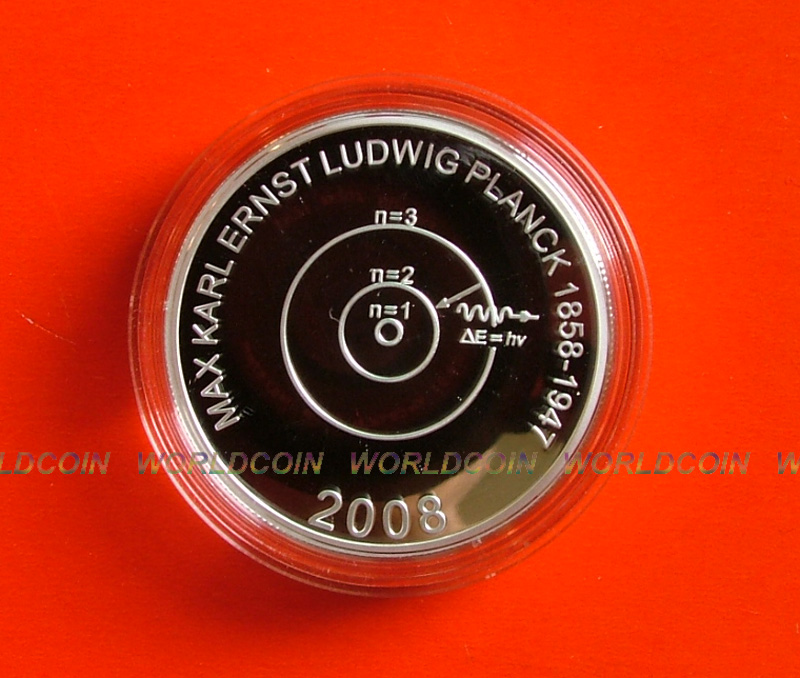 MAX KARL ERNST LUDWIG PLANCK 1858-1947
n=3
n=2
n=1
ΔE=hν
2008
WORLDCOIN WORLDCOIN WORLDCOIN WORLDCOIN W